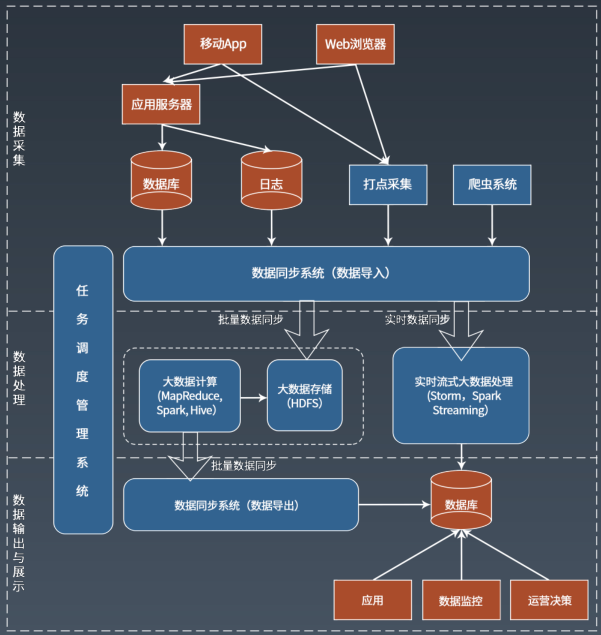 移动App
Web浏览器
应用服务器
数据采集
数据库
日志
打点采集
爬虫系统
数据同步系统（数据导入）
任务调度管理系统
批量数据同步
实时数据同步
数据处理
大数据计算
(MapReduce,
Spark, Hive）
大数据存储
(HDFS）
实时流式大数据处理
(Storm，Spark
Streaming）
批量数据同步
数据输出与展示
数据同步系统（数据导出）
数据库
应用
数据监控
运营决策